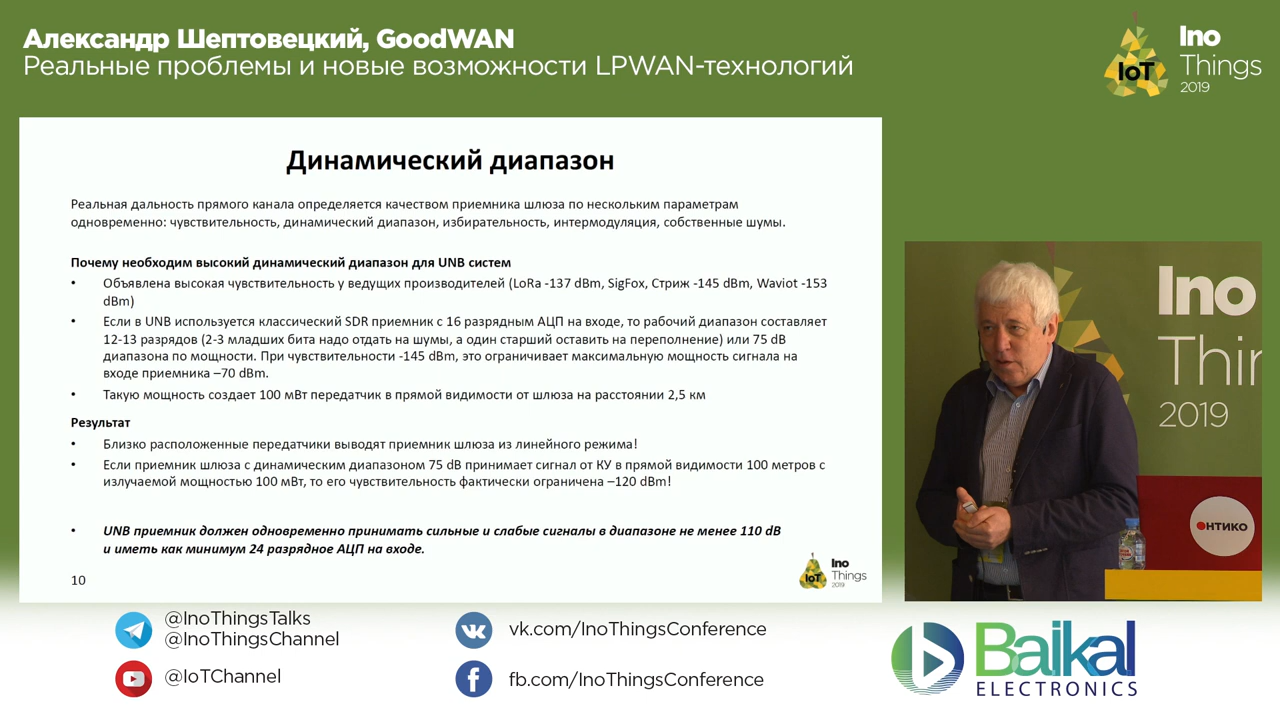 Александр Шептовецкий, GoodWAN
Реальные проблемы и новые возможности LPWAN-технологий
IoT
Ino
Things
2019
Динамический диапазон
Реальная дальность прямого канала определяется качеством приемника шлюза по нескольким параметрам
одновременно: чувствительность, динамический диапазон, избирательность, интермодуляция, собственные шумы.
Почему необходим высокий динамический диапазон для UNB систем
• Объявлена высокая чувствительность у ведущих производителей (LoRa -137 dBm, SigFox, Стриж -145 dBm, Waviot -153
dBm)
• Если в UNB используется классический SDR приемник с 16 разрядным АЦП на входе, то рабочий диапазон составляет
12-13 разрядов (2-3 младших бита надо отдать на шумы, а один старший оставить на переполнение) или 75 dB
диапазона по мощности. При чувствительности -145 dBm, это ограничивает максимальную мощность сигнала на
входе приемника –70 dBm.
• Такую мощность создает 100 мВт передатчик в прямой видимости от шлюза на расстоянии 2,5 км
Результат
• Близко расположенные передатчики выводят приемник шлюза из линейного режима!
• Если приемник шлюза с динамическим диапазоном 75 dB принимает сигнал от КУ в прямой видимости 100 метров с
излучаемой мощностью 100 мВт, то его чувствительность фактически ограничена –120 dBm!
• UNB приемник должен одновременно принимать сильные и слабые сигналы в диапазоне не менее 110 dB
и иметь как минимум 24 разрядное АЦП на входе.
10
IoT
Ino
Things
2019
Ino
Thin
2019
ОНТИКО
@InoThingsTalks
@InoThingsChannel
@IoTChannel
vk.com/InoThingsConference
fb.com/InoThingsConference
Baikal
ELECTRONICS